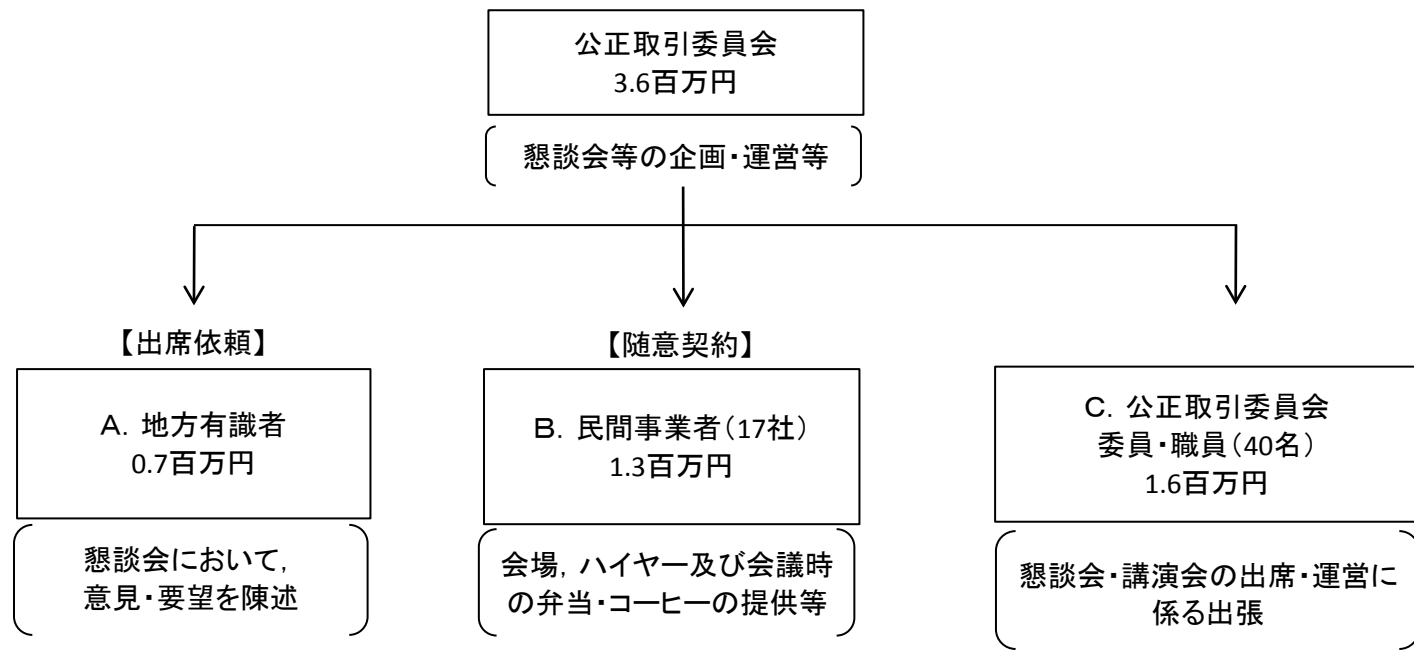 公正取引委員会
3.6百万円
懇談会等の企画・運営等
【出席依頼】
A．地方有識者
0.7百万円
懇談会において，
意見・要望を陳述
【随意契約】
B．民間事業者（17社）
1.3百万円
会場，ハイヤー及び会議時
の弁当・コーヒーの提供等
C．公正取引委員会
委員・職員（40名）
1.6百万円
懇談会・講演会の出席・運営に
係る出張